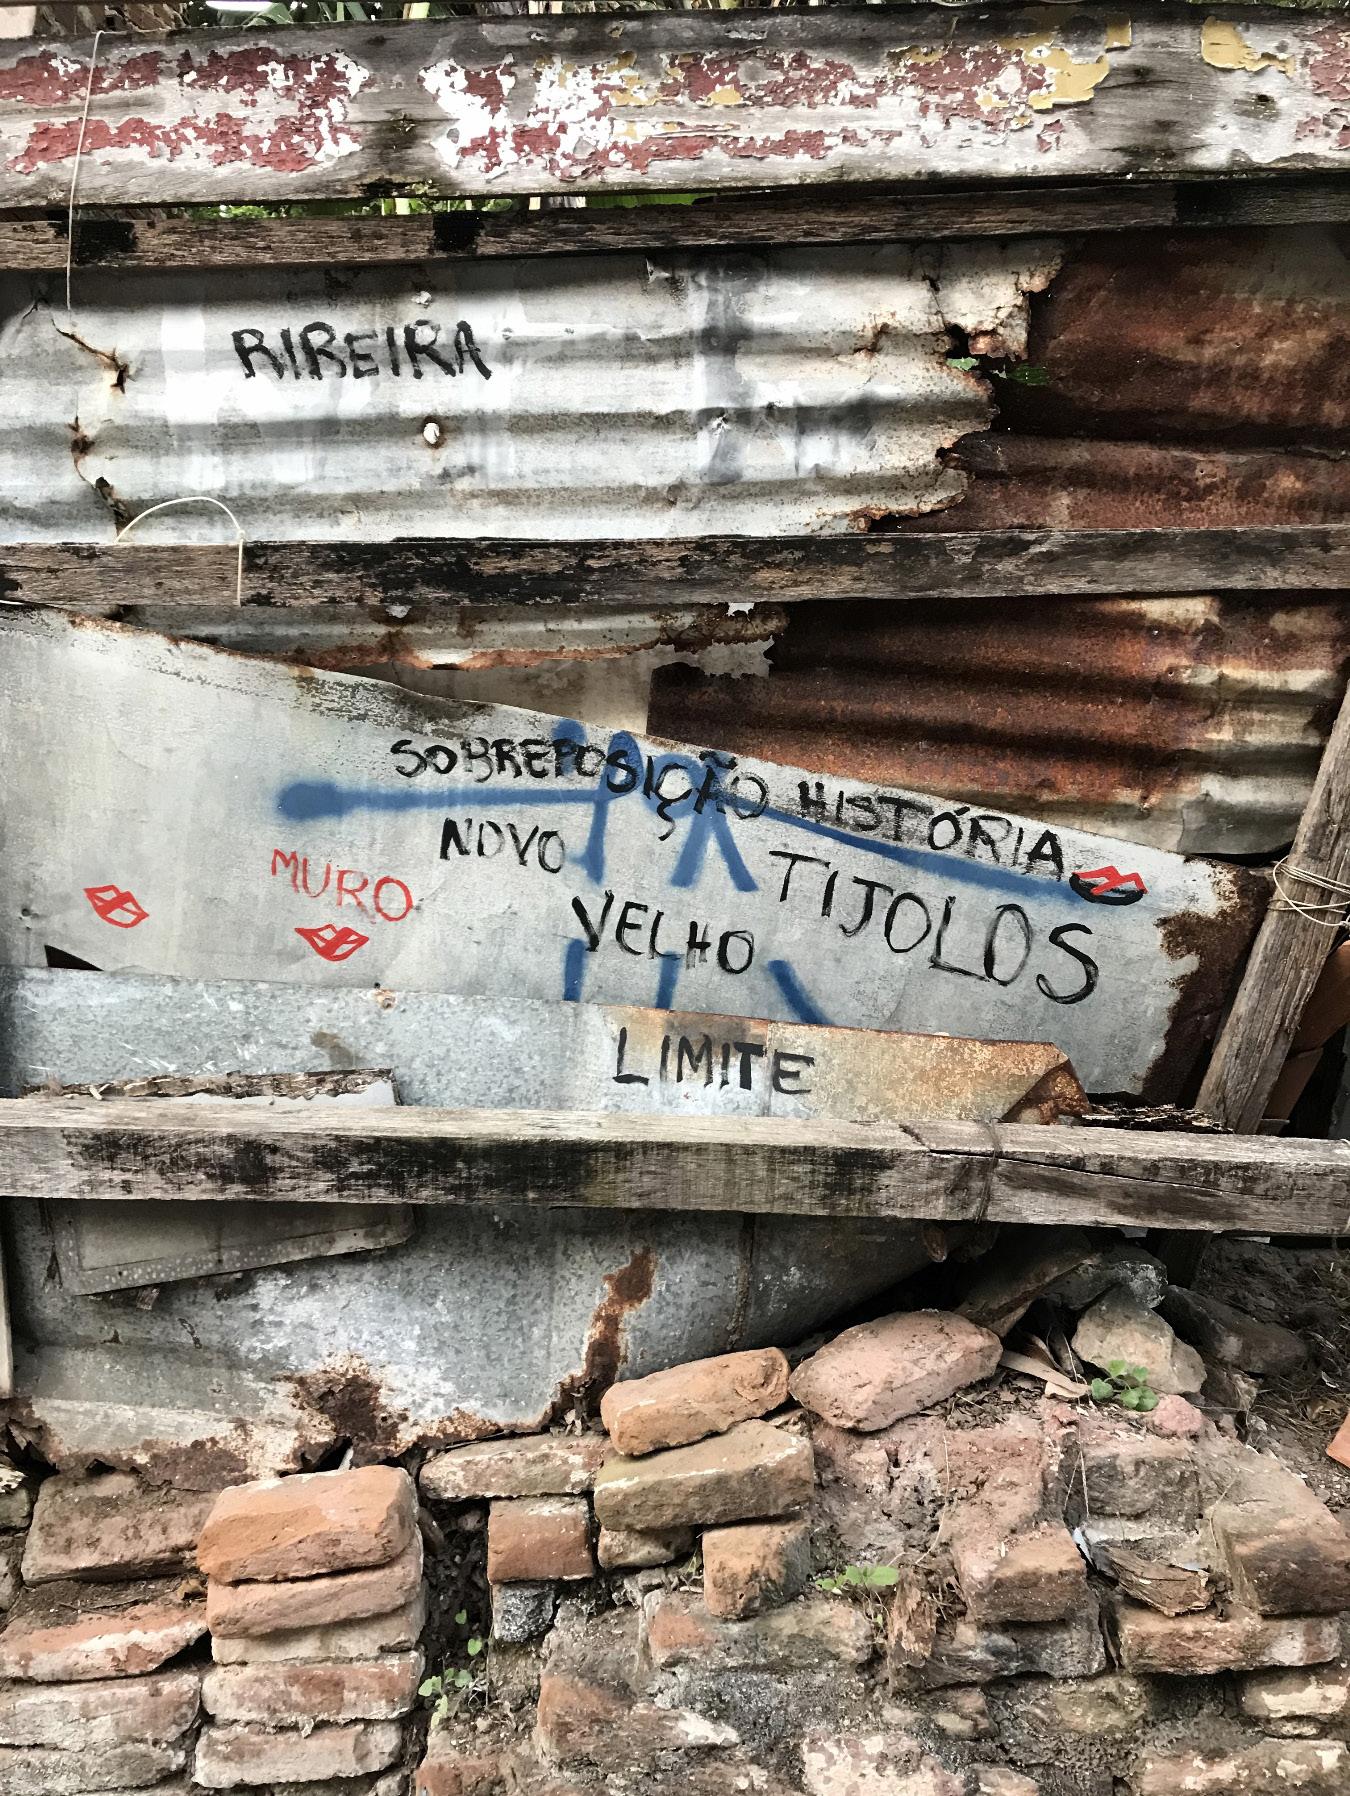 RIBEIRA
SOBREPOSIÇÃO HISTÓRIA
NOVO
TIJOLOS
MURO
VELHO
LIMITE